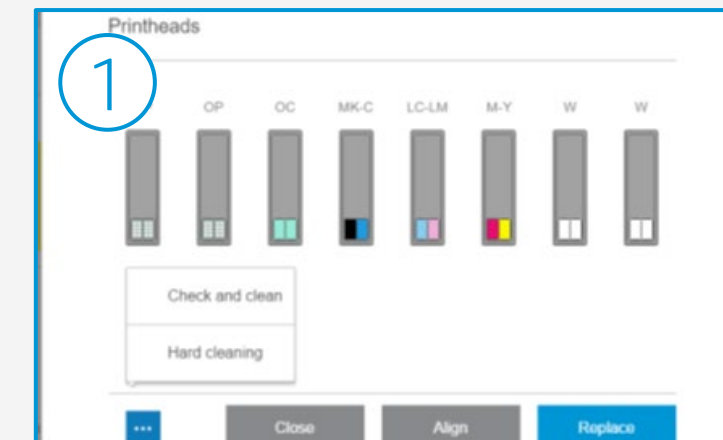 Printheads
1
OP OC MK-C LC-LM M-Y W W
Check and clean
Hard cleaning
... Close Align Replace